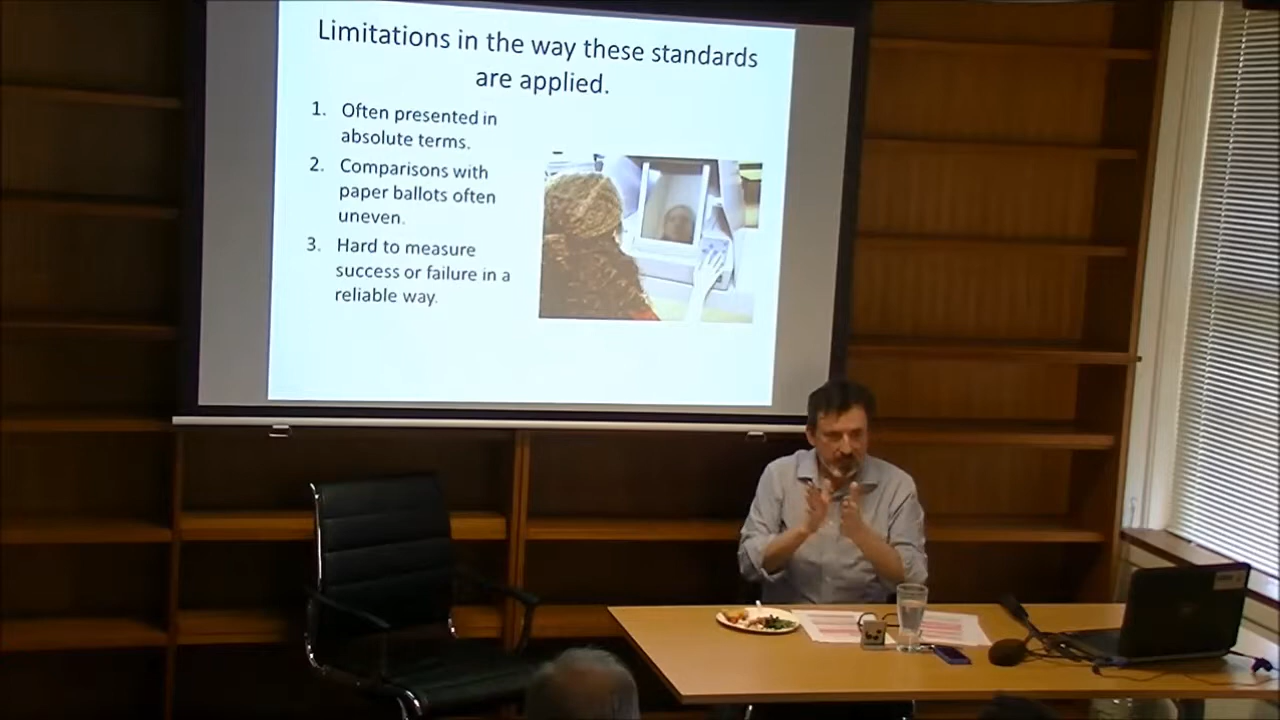 Limitations in the way these standards
are applied.
1. Often presented in
absolute terms.
2. Comparisons with
paper ballots often
uneven.
3. Hard to measure
success or failure in a
reliable way.